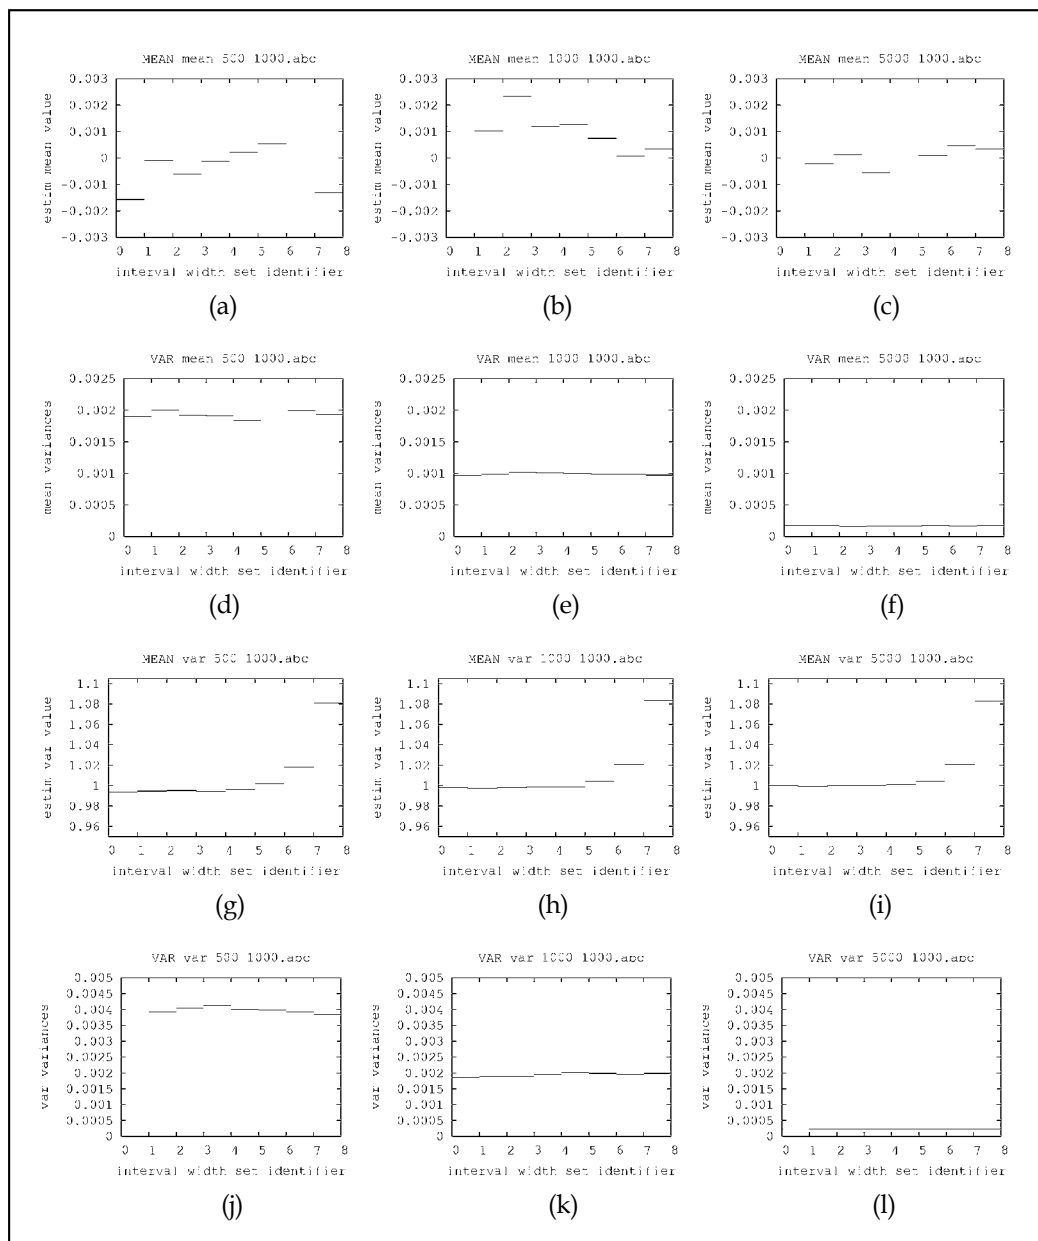 MEAN mean 500 1000.abc
MEAN mean 1000 1000.abc
MEAN mean 5000 1000.abc
estim mean value
0.003
0.002
0.001
0
-0.001
-0.002
-0.003
0 1 2 3 4 5 6 7 8
interval width set identifier
estim mean value
0.003
0.002
0.001
0
-0.001
-0.002
-0.003
0 1 2 3 4 5 6 7 8
interval width set identifier
estim mean value
0.003
0.002
0.001
0
-0.001
-0.002
-0.003
0 1 2 3 4 5 6 7 8
interval width set identifier
(a)
(b)
(c)
VAR mean 500 1000.abc
VAR mean 1000 1000.abc
VAR mean 5000 1000.abc
mean variances
0.0025
0.002
0.0015
0.001
0.0005
0
0 1 2 3 4 5 6 7 8
interval width set identifier
mean variances
0.0025
0.002
0.0015
0.001
0.0005
0
0 1 2 3 4 5 6 7 8
interval width set identifier
mean variances
0.0025
0.002
0.0015
0.001
0.0005
0
0 1 2 3 4 5 6 7 8
interval width set identifier
(d)
(e)
(f)
MEAN var 500 1000.abc
MEAN var 1000 1000.abc
MEAN var 5000 1000.abc
estim var value
1.1
1.08
1.06
1.04
1.02
1
0.98
0.96
0 1 2 3 4 5 6 7 8
interval width set identifier
estim var value
1.1
1.08
1.06
1.04
1.02
1
0.98
0.96
0 1 2 3 4 5 6 7 8
interval width set identifier
estim var value
1.1
1.08
1.06
1.04
1.02
1
0.98
0.96
0 1 2 3 4 5 6 7 8
interval width set identifier
(g)
(h)
(i)
VAR var 500 1000.abc
VAR var 1000 1000.abc
VAR var 5000 1000.abc
var variances
0.005
0.0045
0.004
0.0035
0.003
0.0025
0.002
0.0015
0.001
0.0005
0
0 1 2 3 4 5 6 7 8
interval width set identifier
var variances
0.005
0.0045
0.004
0.0035
0.003
0.0025
0.002
0.0015
0.001
0.0005
0
0 1 2 3 4 5 6 7 8
interval width set identifier
var variances
0.005
0.0045
0.004
0.0035
0.003
0.0025
0.002
0.0015
0.001
0.0005
0
0 1 2 3 4 5 6 7 8
interval width set identifier
(j)
(k)
(l)